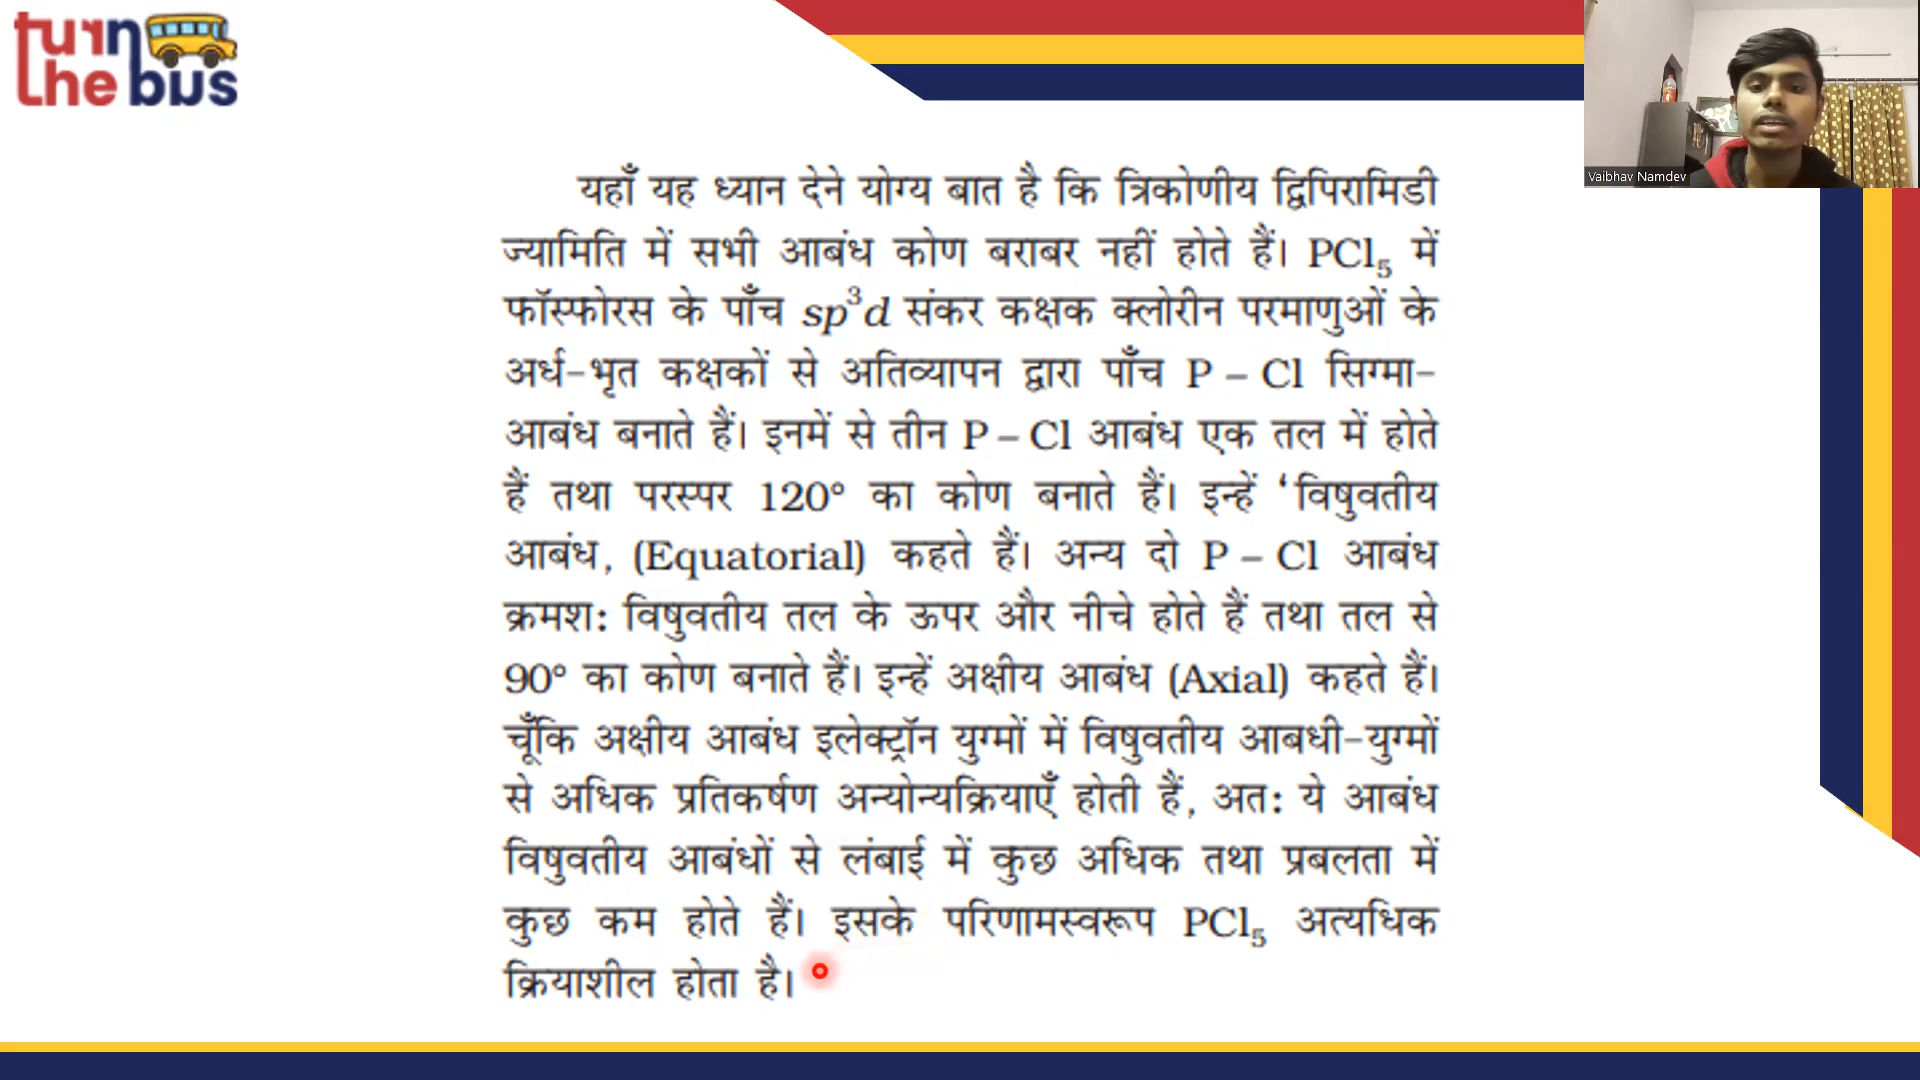 turn
the bus
Vaibhav Namdev
यहाँ यह ध्यान देने योग्य बात है कि त्रिकोणीय द्विपिरामिडी
ज्यामिति में सभी आबंध कोण बराबर नहीं होते हैं। PCl₅ में
फॉस्फोरस के पाँच sp³d संकर कक्षक क्लोरीन परमाणुओं के
अर्ध-भृत कक्षकों से अतिव्यापन द्वारा पाँच P – Cl सिग्मा-
आबंध बनाते हैं। इनमें से तीन P – Cl आबंध एक तल में होते
हैं तथा परस्पर 120° का कोण बनाते हैं। इन्हें ‘विषुवतीय
आबंध, (Equatorial) कहते हैं। अन्य दो P – Cl आबंध
क्रमश: विषुवतीय तल के ऊपर और नीचे होते हैं तथा तल से
90° का कोण बनाते हैं। इन्हें अक्षीय आबंध (Axial) कहते हैं।
चूँकि अक्षीय आबंध इलेक्ट्रॉन युग्मों में विषुवतीय आबधी-युग्मों
से अधिक प्रतिकर्षण अन्योन्यक्रियाएँ होती हैं, अत: ये आबंध
विषुवतीय आबंधों से लंबाई में कुछ अधिक तथा प्रबलता में
कुछ कम होते हैं। इसके परिणामस्वरूप PCl₅ अत्यधिक
क्रियाशील होता है।